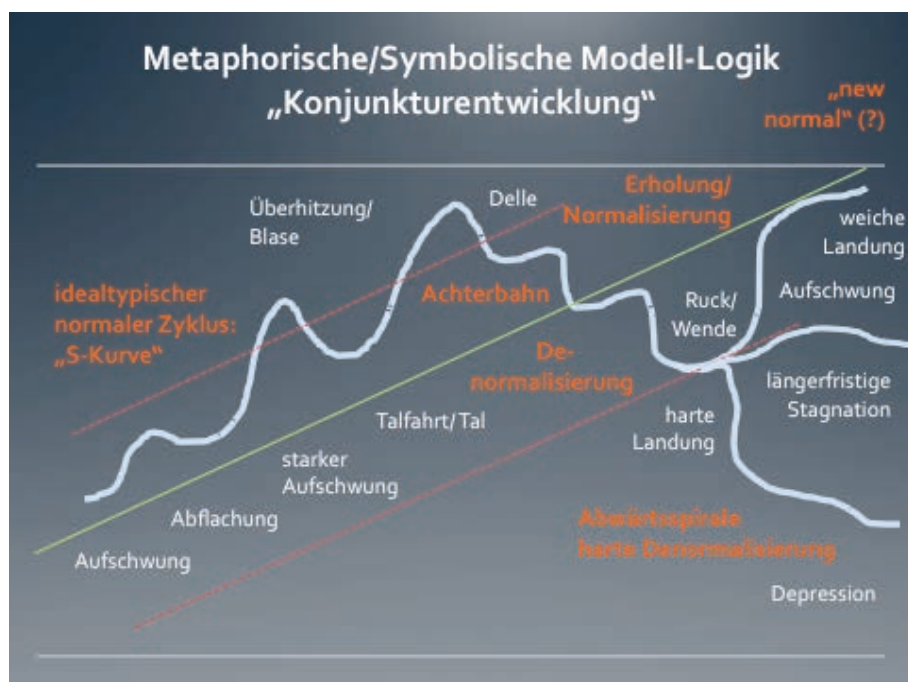 Metaphorische/Symbolische Modell-Logik
„Konjunkturentwicklung“
„new
normal“ (?)
Überhitzung/
Blase
Delle
Erholung/
Normalisierung
weiche
Landung
idealtypischer
normaler Zyklus:
„S-Kurve“
Achterbahn
Ruck/
Wende
Aufschwung
De-
normalisierung
längerfristige
Stagnation
Talfahrt/Tal
harte
Landung
starker
Aufschwung
Abflachung
Abwärtsspirale
harte Denormalisierung
Aufschwung
Depression